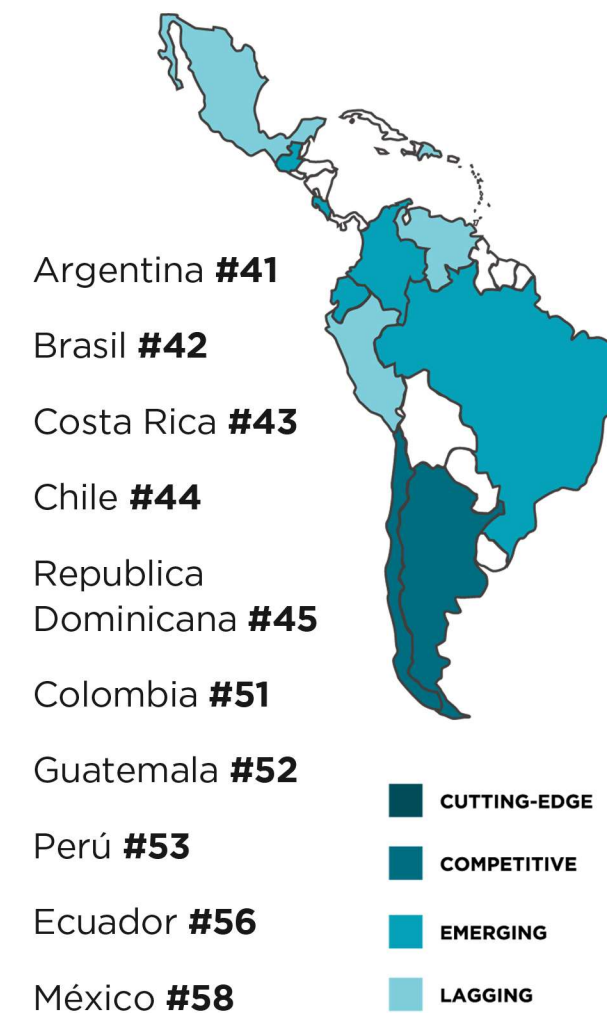 Argentina #41
Brasil #42
Costa Rica #43
Chile #44
Republica
Dominicana #45
Colombia #51
Guatemala #52
Perú #53
Ecuador #56
México #58
CUTTING-EDGE
COMPETITIVE
EMERGING
LAGGING